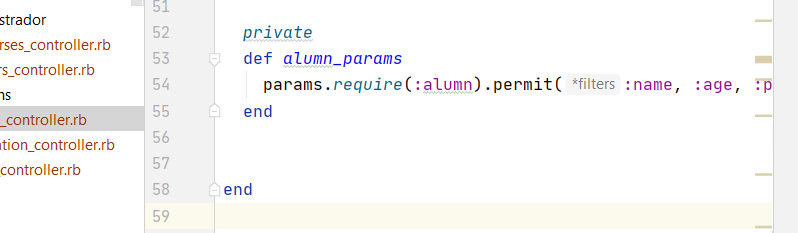 strador
rses_controller.rb
rs_controller.rb
ns
_controller.rb
ation_controller.rb
controller.rb
51
52 private
53 def alumn_params
54 params.require(:alumn).permit( *filters :name, :age, :p
55 end
56
57
58 end
59